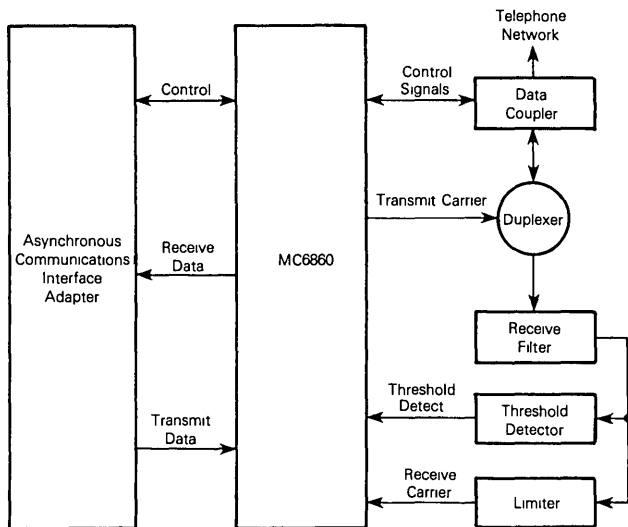 Telephone
Network
Control
Control
Signals
Data
Coupler
Transmit Carrier
Duplexer
Asynchronous
Communications
Interface
Adapter
Receive
Data
MC6860
Receive
Filter
Threshold
Detect
Threshold
Detector
Transmit
Data
Receive
Carrier
Limiter